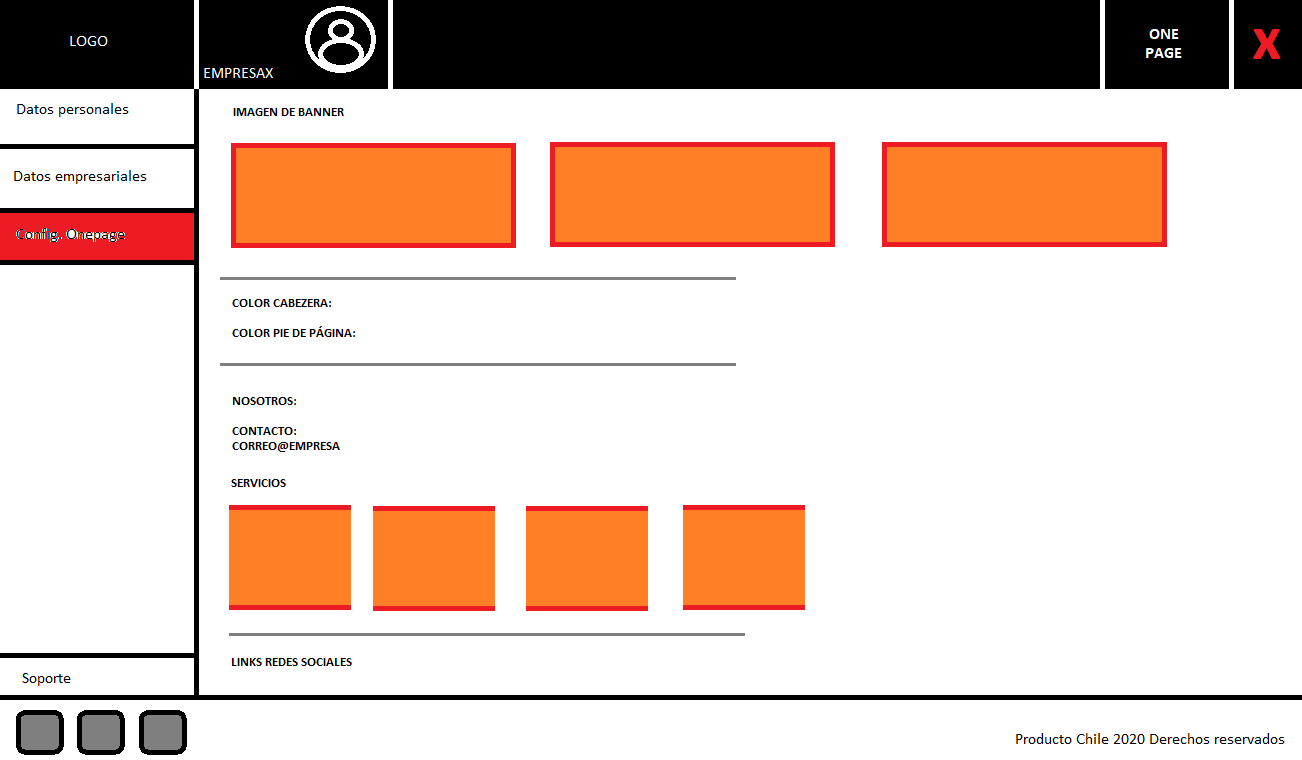 LOGO
EMPRESAX
ONE
PAGE
X
Datos personales
Datos empresariales
Config. Onepage
Soporte
IMAGEN DE BANNER
COLOR CABEZERA:
COLOR PIE DE PÁGINA:
NOSOTROS:
CONTACTO:
CORREO@EMPRESA
SERVICIOS
LINKS REDES SOCIALES
Producto Chile 2020 Derechos reservados